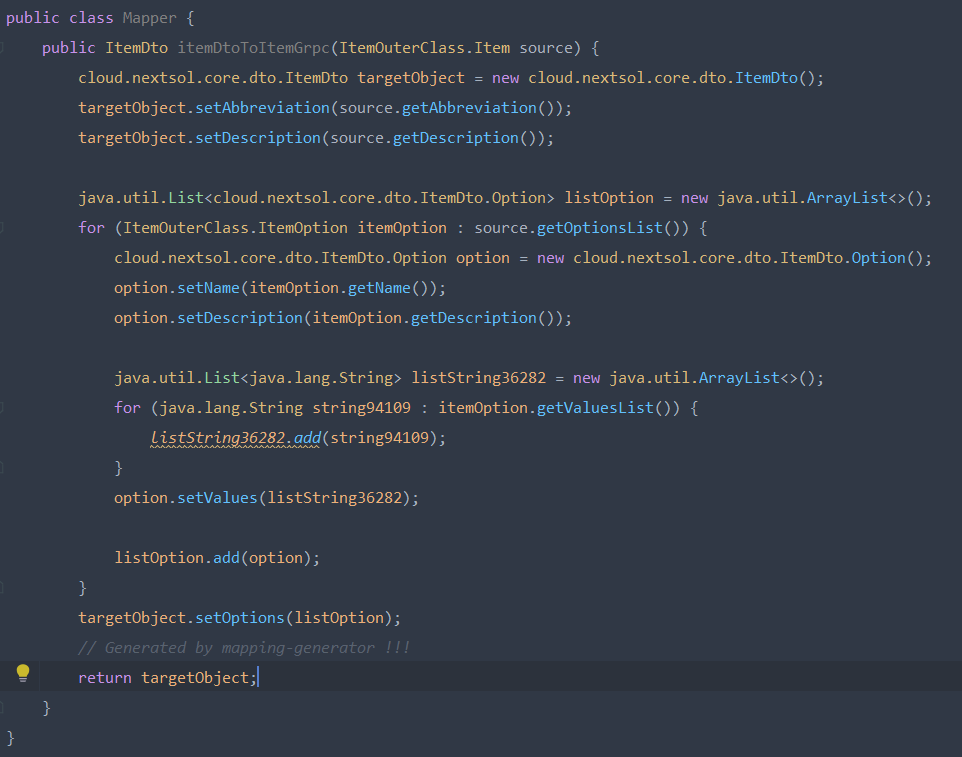 public class Mapper {
public ItemDto itemDtoToItemGrpc(ItemOuterClass.Item source) {
cloud.nextsol.core.dto.ItemDto targetObject = new cloud.nextsol.core.dto.ItemDto();
targetObject.setAbbreviation(source.getAbbreviation());
targetObject.setDescription(source.getDescription());
java.util.List<cloud.nextsol.core.dto.ItemDto.Option> listOption = new java.util.ArrayList<>();
for (ItemOuterClass.ItemOption itemOption : source.getOptionsList()) {
cloud.nextsol.core.dto.ItemDto.Option option = new cloud.nextsol.core.dto.ItemDto.Option();
option.setName(itemOption.getName());
option.setDescription(itemOption.getDescription());
java.util.List<java.lang.String> listString36282 = new java.util.ArrayList<>();
for (java.lang.String string94109 : itemOption.getValuesList()) {
listString36282.add(string94109);
}
option.setValues(listString36282);
listOption.add(option);
}
targetObject.setOptions(listOption);
// Generated by mapping-generator !!!
return targetObject;
}
}